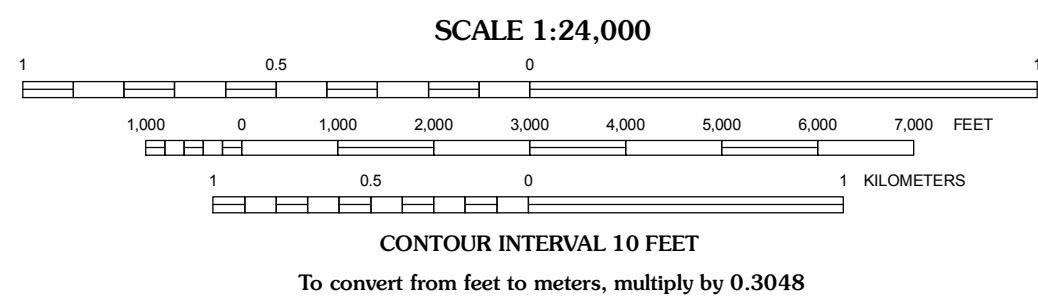 SCALE 1:24,000
1 0.5 0 1
1,000 0 1,000 2,000 3,000 4,000 5,000 6,000 7,000 FEET
1 0.5 0 1 KILOMETERS
CONTOUR INTERVAL 10 FEET
To convert from feet to meters, multiply by 0.3048